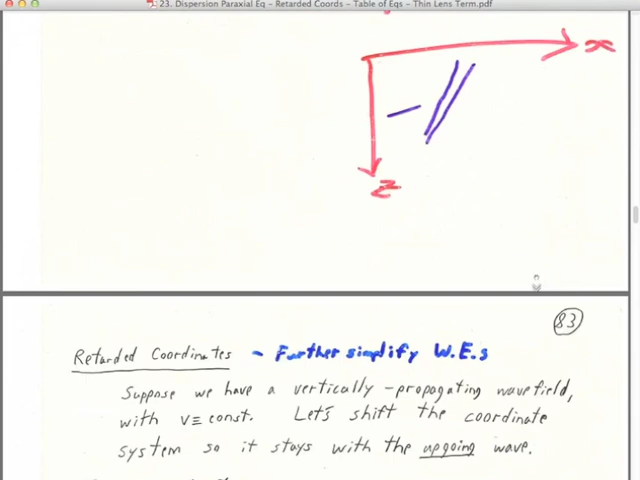 23. Dispersion Paraxial Eq – Retarded Coords – Table of Eqs – Thin Lens Term.pdf
x
z
83
Retarded Coordinates ~ Further simplify W.E.s
Suppose we have a vertically-propagating wavefield,
with v≡const. Let's shift the coordinate
system so it stays with the upgoing wave.